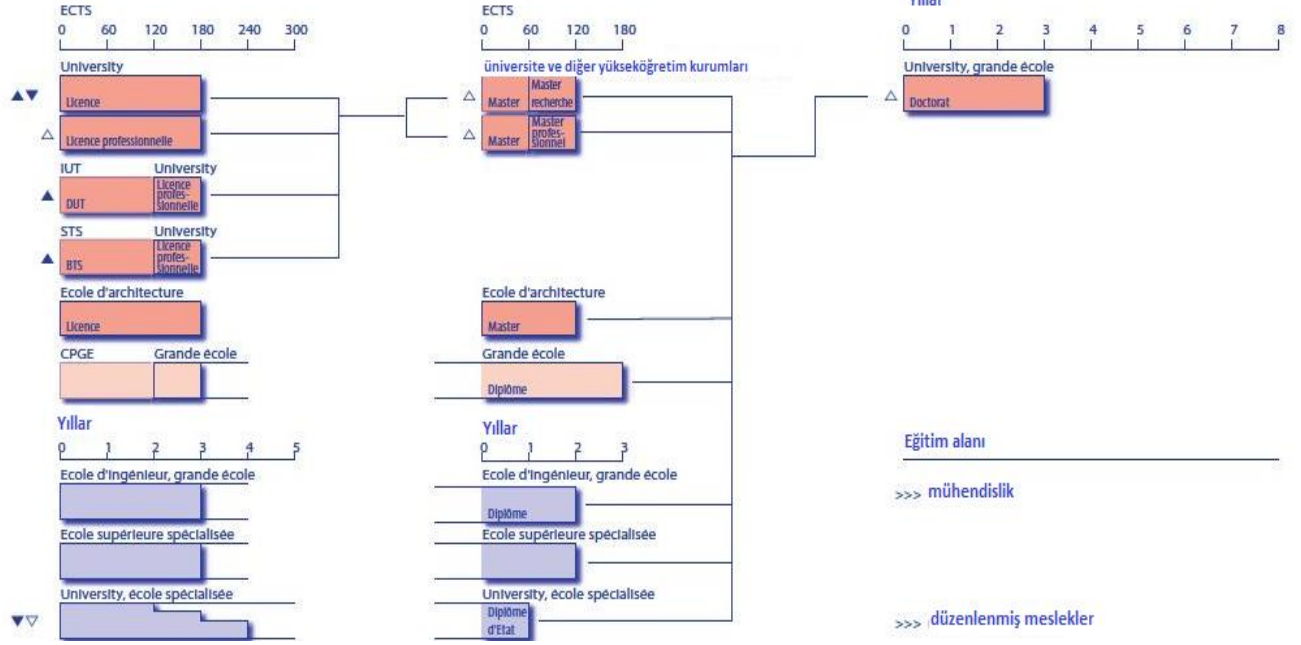 ECTS
0 60 120 180 240 300
University
Licence
Licence professionnelle
IUT University
DUT
Licence
profes-
sionnelle
STS University
BTS
Licence
profes-
sionnelle
Ecole d'architecture
Licence
CPGE Grande école
Yıllar
0 1 2 3 4 5
Ecole d'ingénieur, grande école
Ecole supérieure spécialisée
University, école spécialisée
ECTS
0 60 120 180
üniversite ve diğer yükseköğretim kurumları
Master
Master
recherche
Master
Master
profes-
sionnel
Ecole d'architecture
Master
Grande école
Diplôme
Yıllar
0 1 2 3
Ecole d'ingénieur, grande école
Diplôme
Ecole supérieure spécialisée
University, école spécialisée
Diplôme
d'Etat
Yıllar
0 1 2 3 4 5 6 7 8
University, grande école
Doctorat
Eğitim alanı
>>> mühendislik
>>> düzenlenmiş meslekler